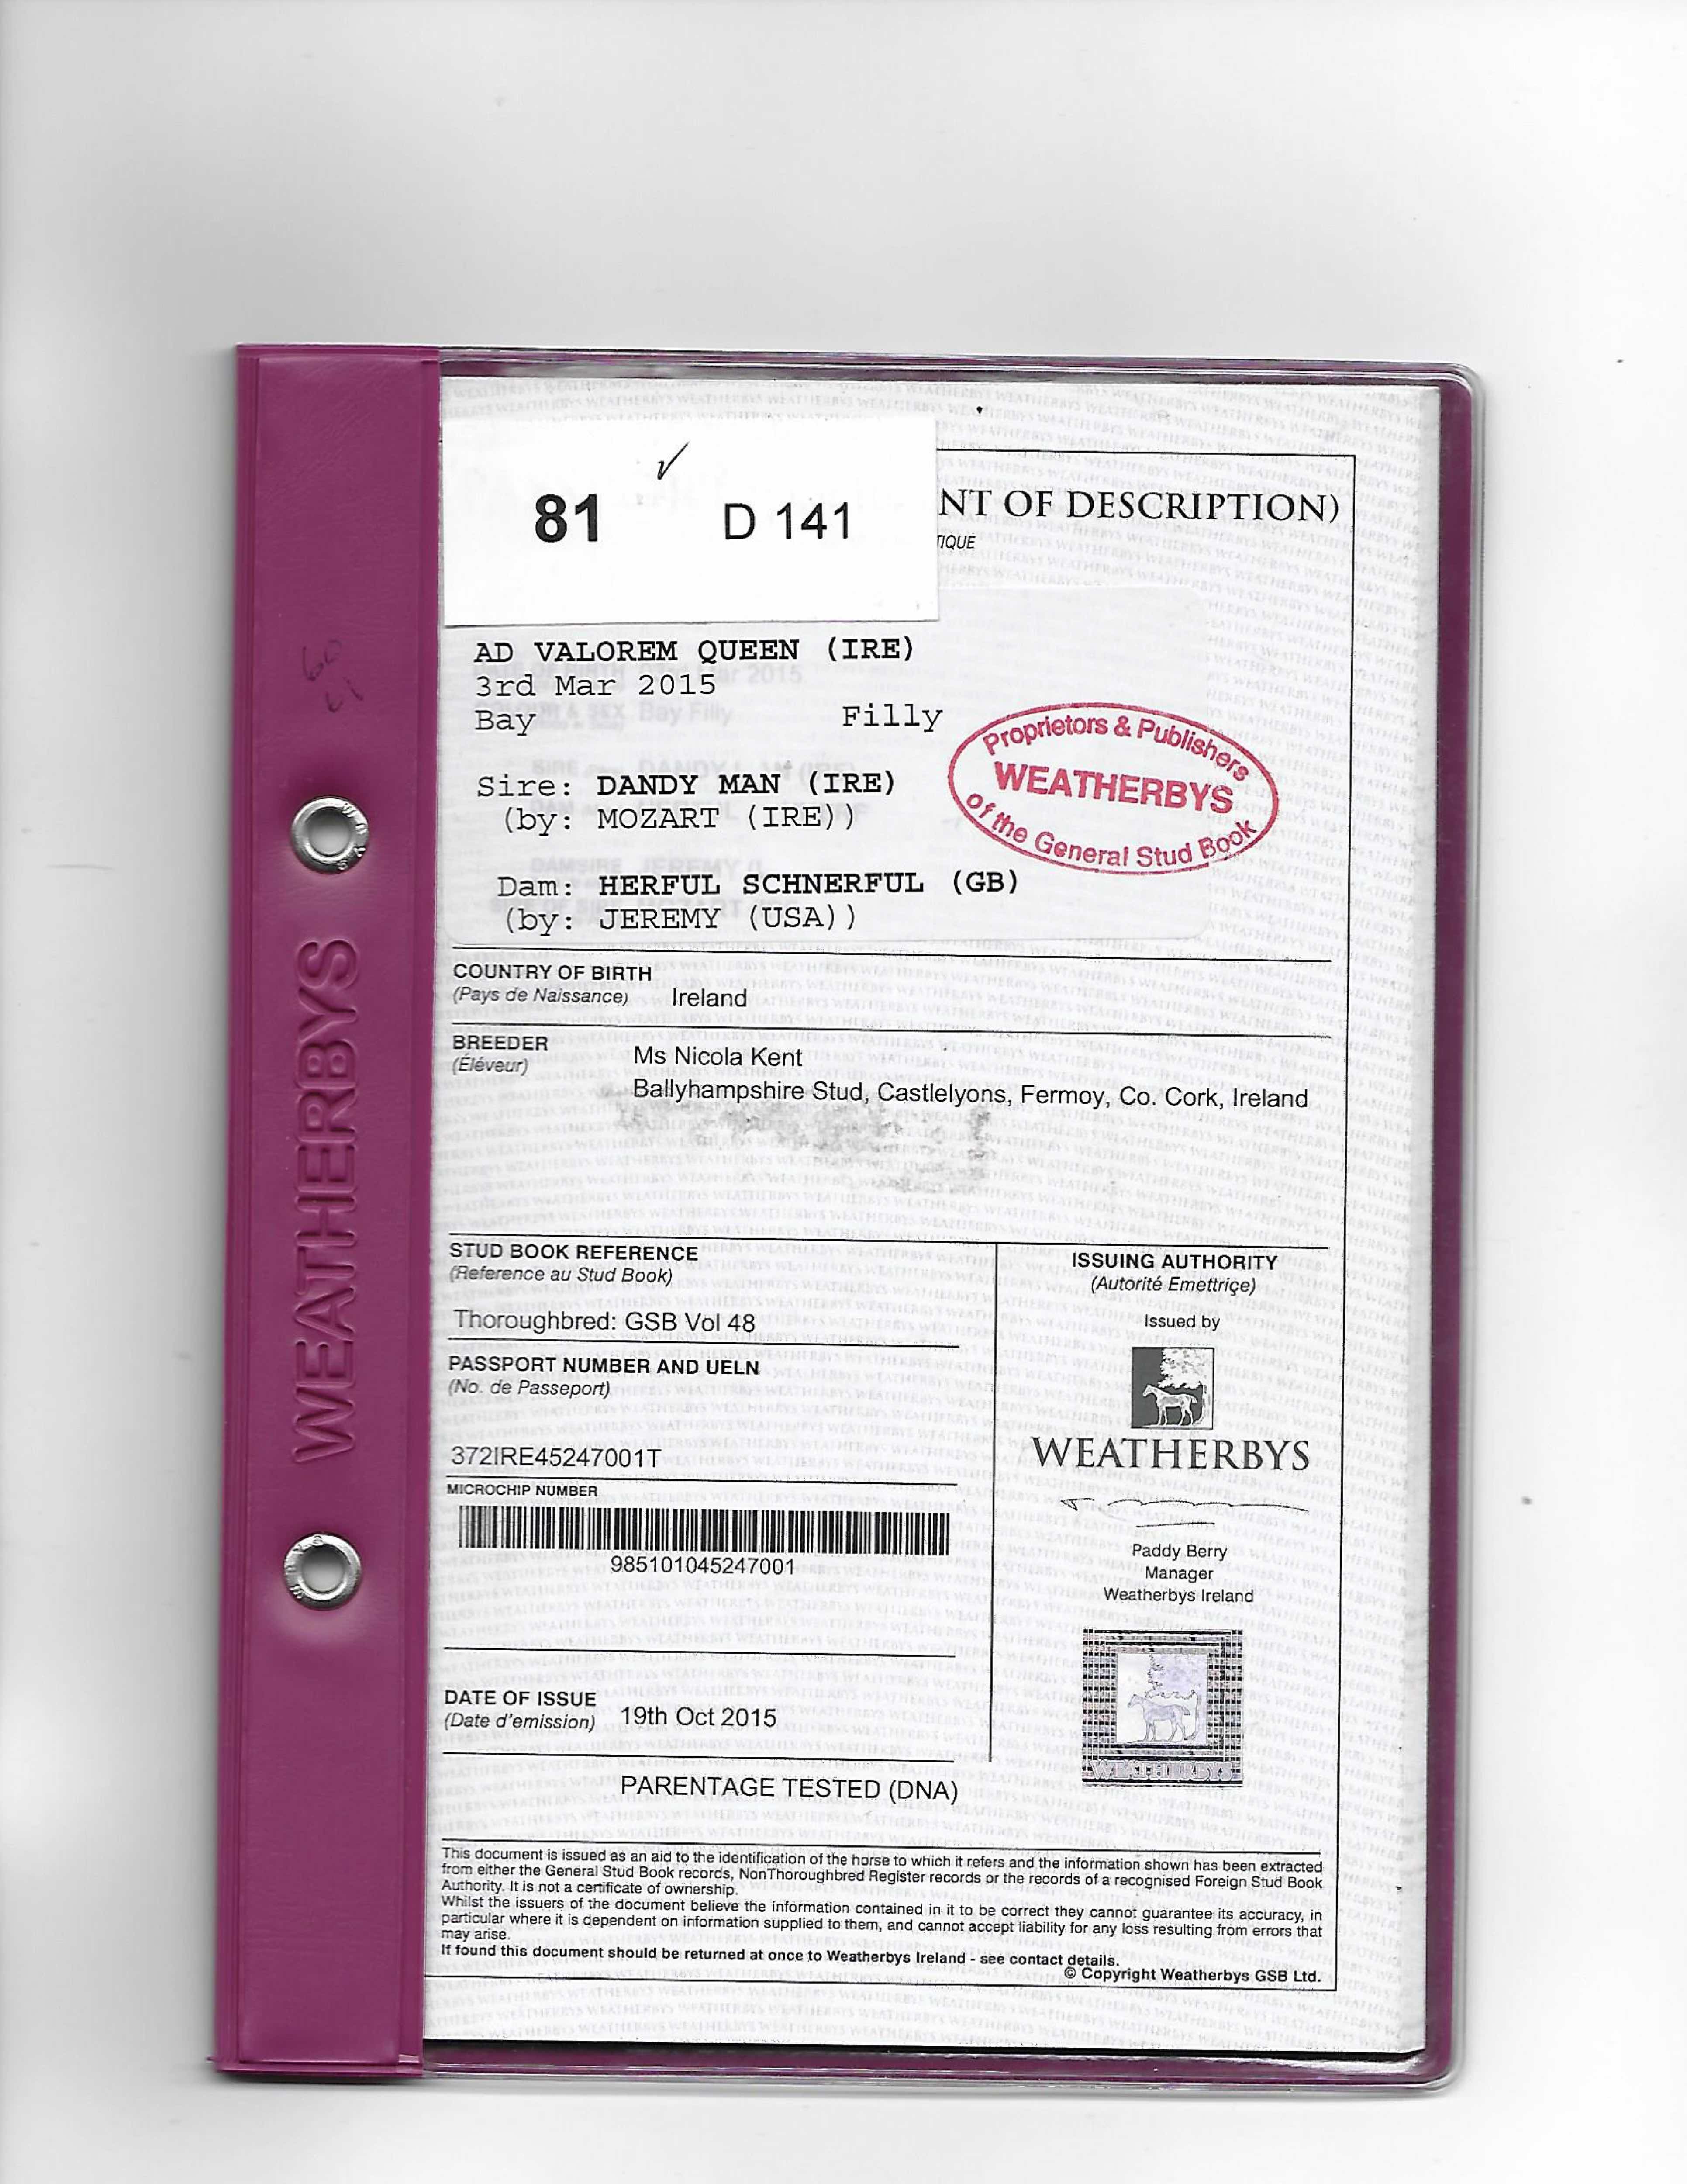 81 D 141
NT OF DESCRIPTION)
TIQUE
AD VALOREM QUEEN (IRE)
3rd Mar 2015
Bay Filly
Sire: DANDY MAN (IRE)
(by: MOZART (IRE))
Dam: HERFUL SCHNERFUL (GB)
(by: JEREMY (USA))
Proprietors & Publishers
WEATHERBYS
of the General Stud Book
COUNTRY OF BIRTH
(Pays de Naissance) Ireland
BREEDER
(Eléveur)
Ms Nicola Kent
Ballyhampshire Stud, Castlelyons, Fermoy, Co. Cork, Ireland
STUD BOOK REFERENCE
(Reference au Stud Book)
Thoroughbred: GSB Vol 48
PASSPORT NUMBER AND UELN
(No. de Passeport)
372IRE45247001T
MICROCHIP NUMBER
985101045247001
DATE OF ISSUE
(Date d'emission) 19th Oct 2015
PARENTAGE TESTED (DNA)
ISSUING AUTHORITY
(Autorité Emettriçe)
Issued by
WEATHERBYS
Paddy Berry
Manager
Weatherbys Ireland
WEATHERBYS
This document is issued as an aid to the identification of the horse to which it refers and the information shown has been extracted
from either the General Stud Book records, NonThoroughbred Register records or the records of a recognised Foreign Stud Book
Authority. It is not a certificate of ownership.
Whilst the issuers of the document believe the information contained in it to be correct they cannot guarantee its accuracy, in
particular where it is dependent on information supplied to them, and cannot accept liability for any loss resulting from errors that
may arise.
If found this document should be returned at once to Weatherbys Ireland - see contact details.
© Copyright Weatherbys GSB Ltd.
WEATHERBYS